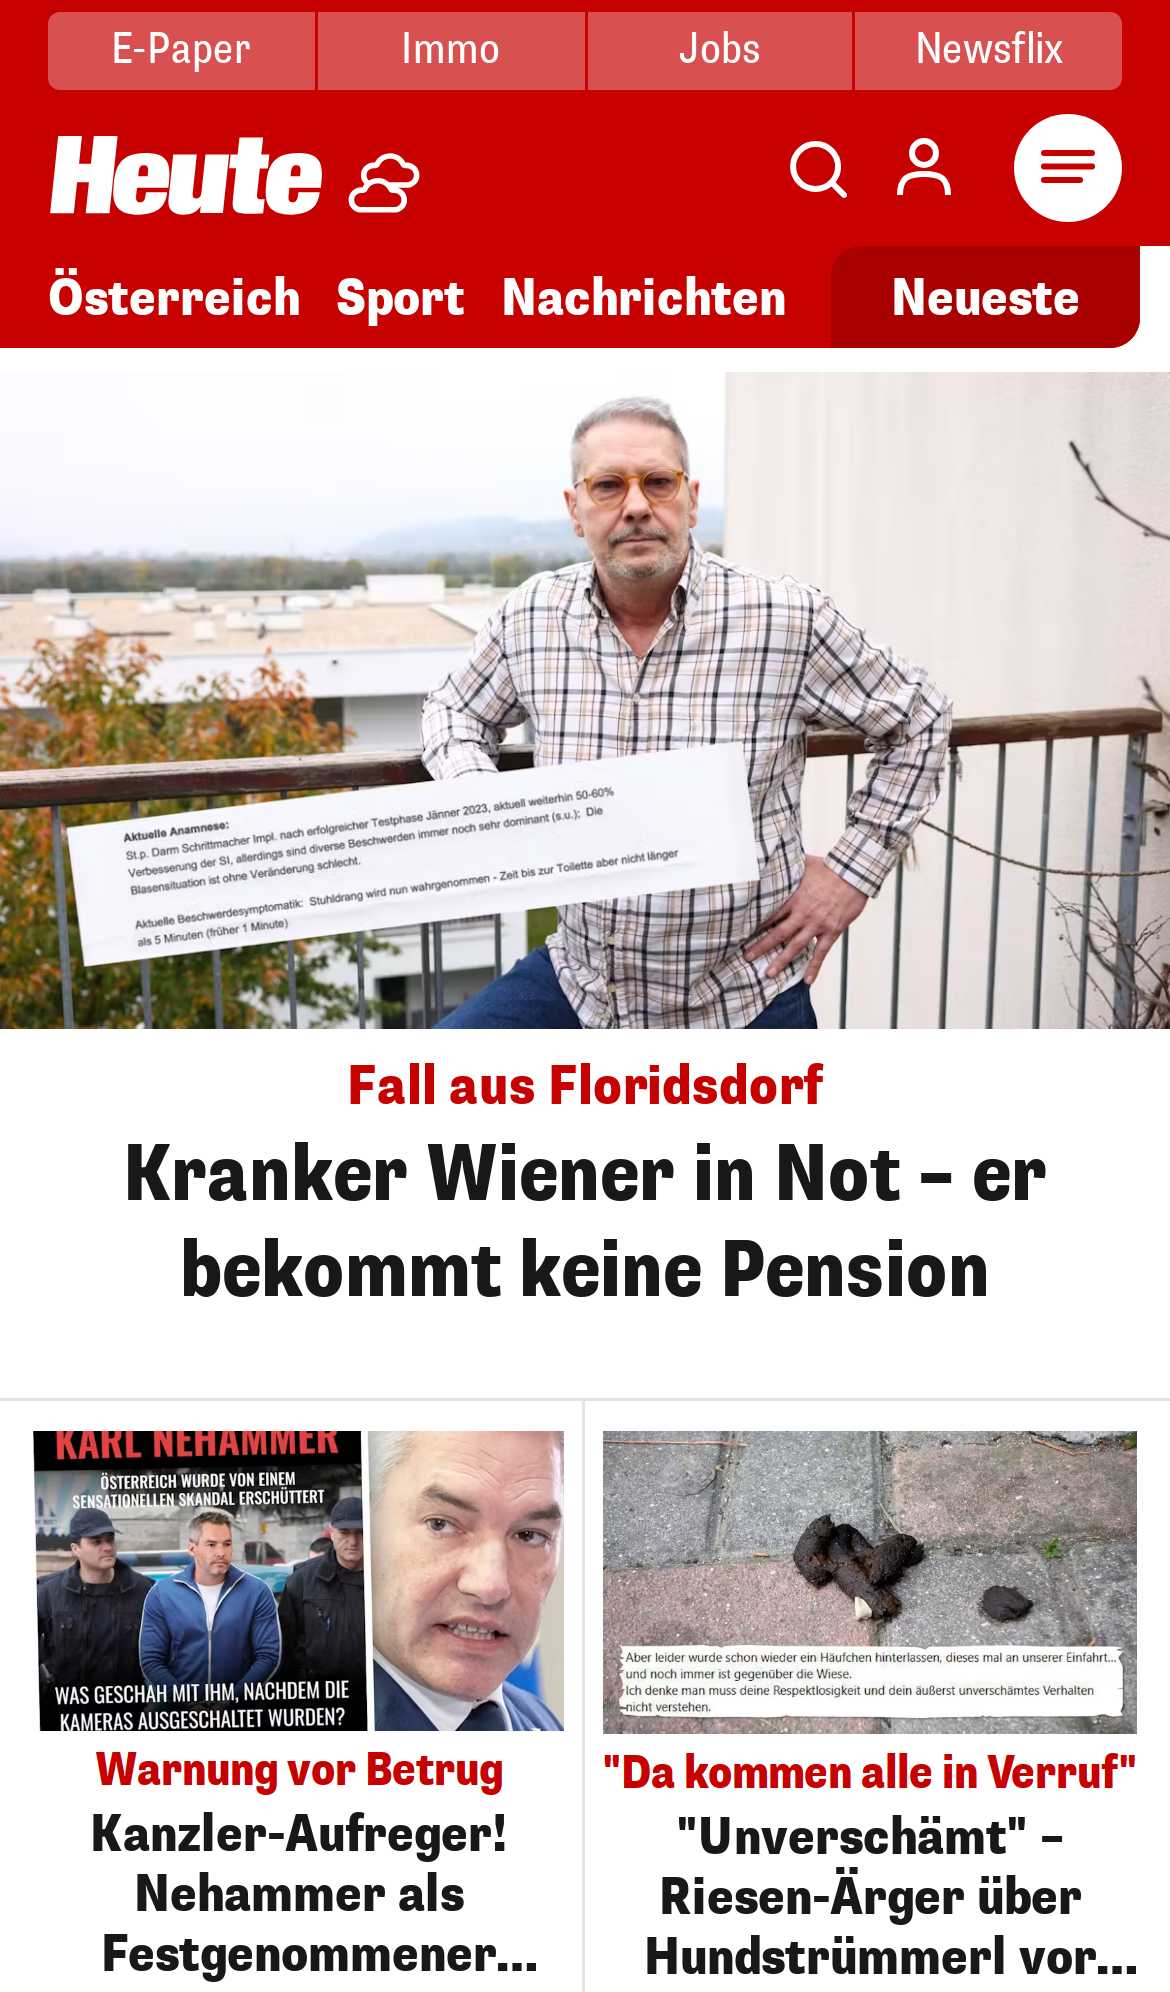 E-Paper
Immo
Jobs
Newsflix
Heute
Österreich
Sport
Nachrichten
Neueste
Aktuelle Anamnese:
St.p. Darm Schrittmacher Impl. nach erfolgreicher Testphase Jänner 2023, aktuell weiterhin 50-60%
Verbesserung der SI, allerdings sind diverse Beschwerden immer noch sehr dominant (s.u.); Die
Blasensituation ist ohne Veränderung schlecht.
Aktuelle Beschwerdesymptomatik: Stuhldrang wird nun wahrgenommen - Zeit bis zur Toilette aber nicht länger
als 5 Minuten (früher 1 Minute)
Fall aus Floridsdorf
Kranker Wiener in Not – er
bekommt keine Pension
KARL NEHAMMER
ÖSTERREICH WURDE VON EINEM
SENSATIONELLEN SKANDAL ERSCHÜTTERT
WAS GESCHAH MIT IHM, NACHDEM DIE
KAMERAS AUSGESCHALTET WURDEN?
Warnung vor Betrug
Kanzler-Aufreger!
Nehammer als
Festgenommener...
Aber leider wurde schon wieder ein Häufchen hinterlassen, dieses mal an unserer Einfahrt...
und noch immer ist gegenüber die Wiese.
Ich denke man muss deine Respektlosigkeit und dein äußerst unverschämtes Verhalten
nicht verstehen.
"Da kommen alle in Verruf"
"Unverschämt" –
Riesen-Ärger über
Hundstrümmerl vor...